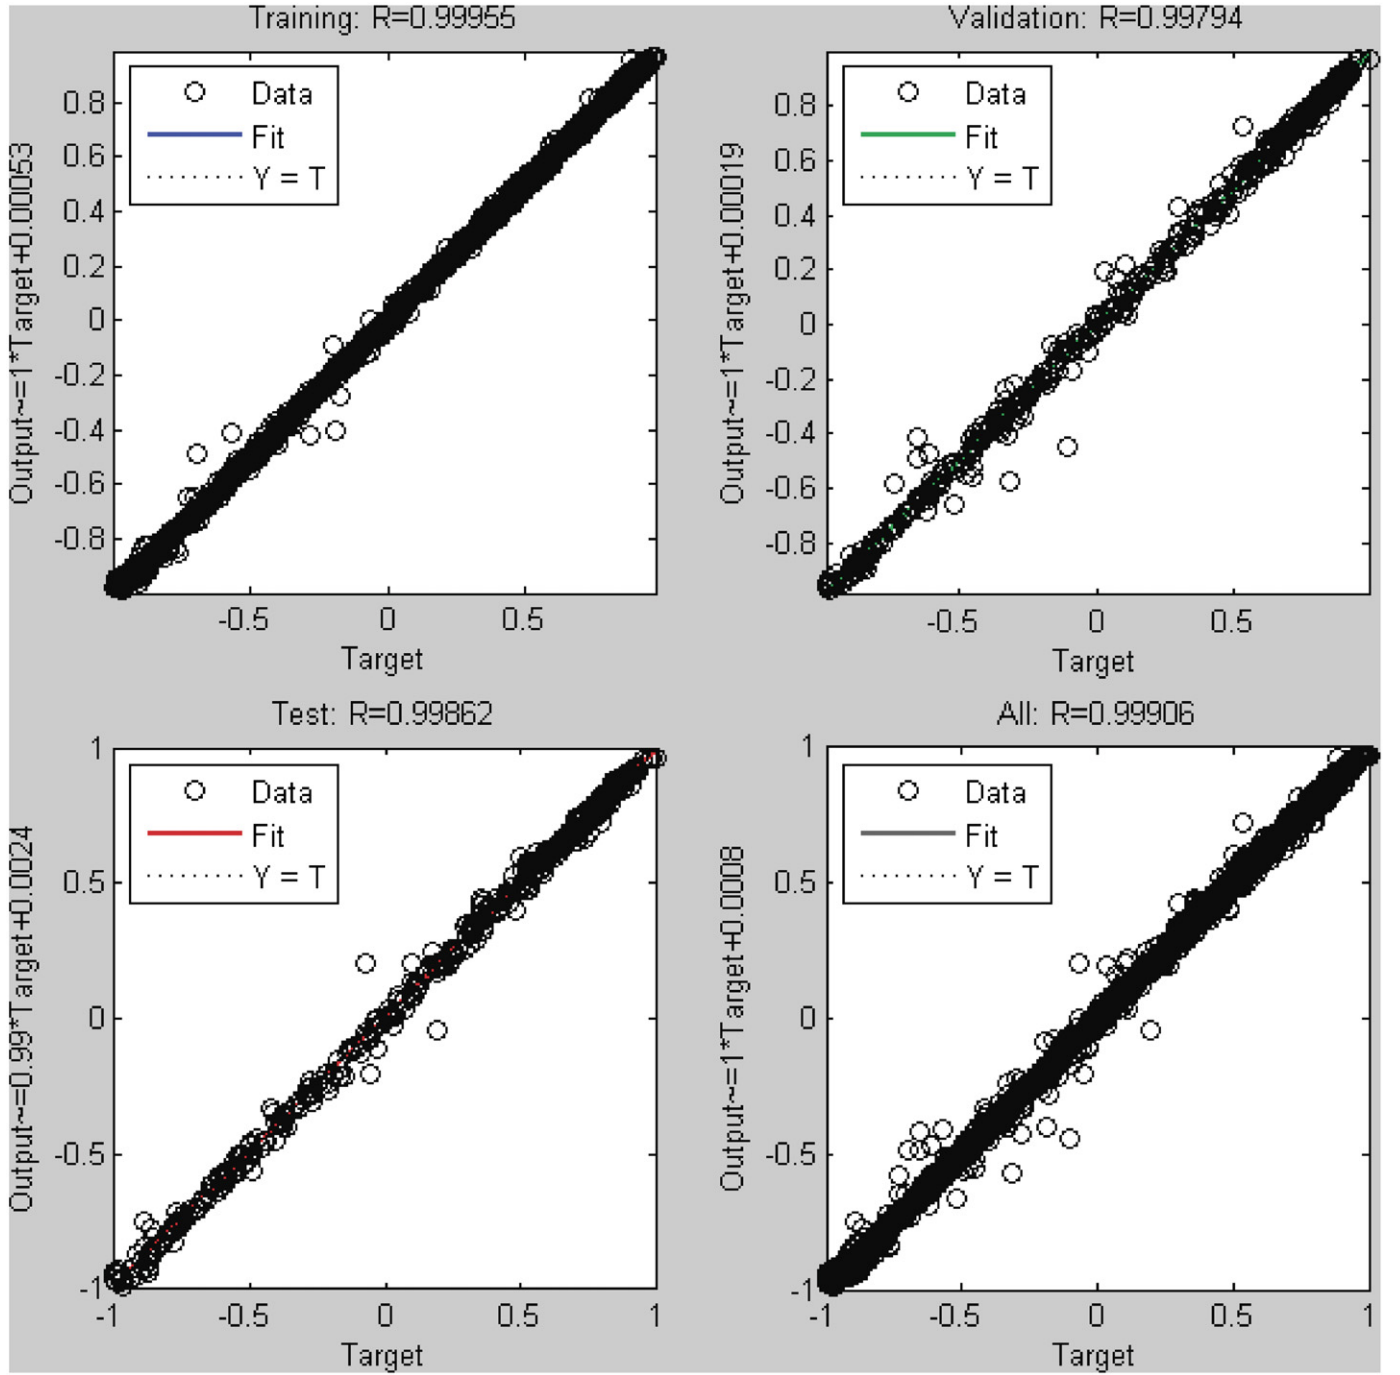 Training: R=0.99955
Output~=1*Target+0.00053
0.8
0.6
0.4
0.2
0
-0.2
-0.4
-0.6
-0.8
Data
Fit
Y = T
-0.5 0 0.5
Target
Validation: R=0.99794
Output~=1*Target+0.00019
0.8
0.6
0.4
0.2
0
-0.2
-0.4
-0.6
-0.8
Data
Fit
Y = T
-0.5 0 0.5
Target
Test: R=0.99862
Output~=0.99*Target+0.0024
1
0.5
0
-0.5
-1
Data
Fit
Y = T
-1 -0.5 0 0.5 1
Target
All: R=0.99906
Output~=1*Target+0.0008
1
0.5
0
-0.5
-1
Data
Fit
Y = T
-1 -0.5 0 0.5 1
Target